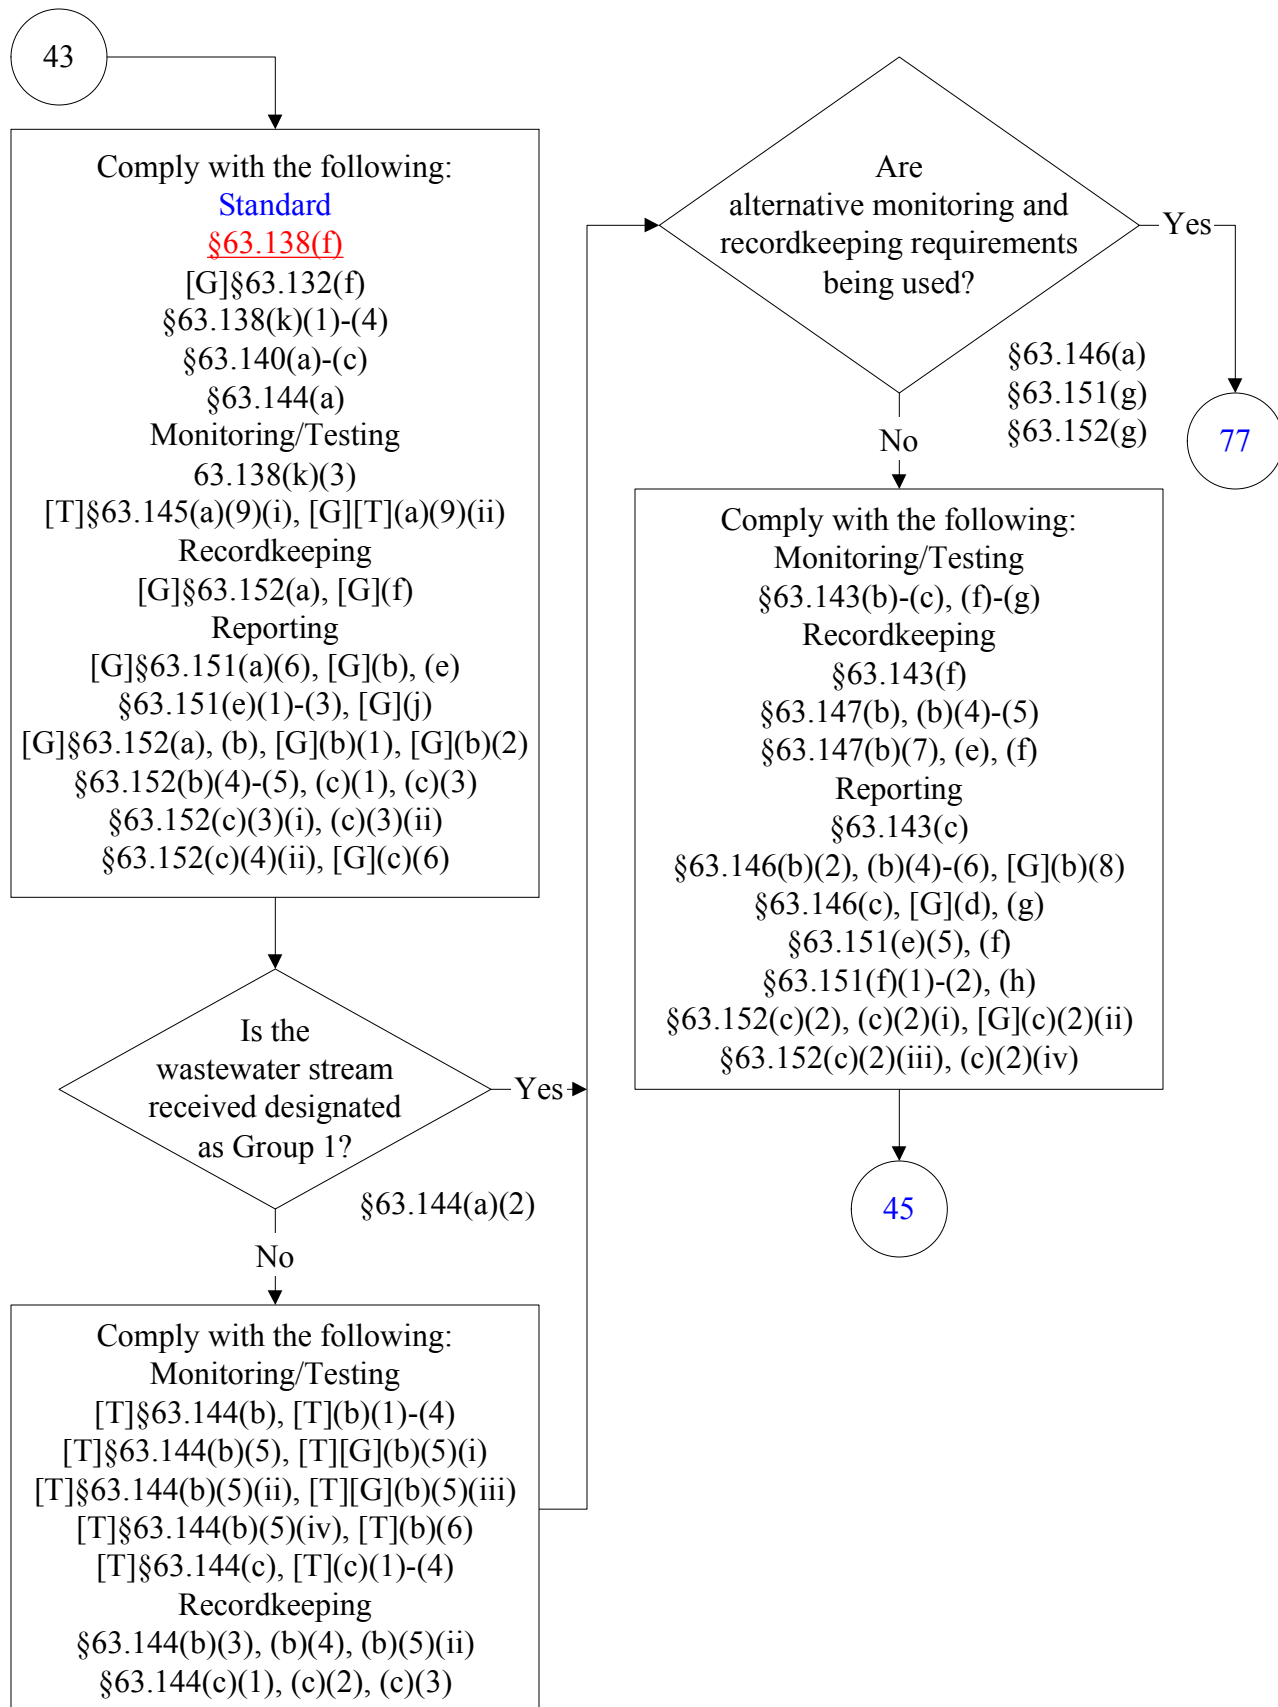 43
Comply with the following:
Standard
§63.138(f)
[G]§63.132(f)
§63.138(k)(1)-(4)
§63.140(a)-(c)
§63.144(a)
Monitoring/Testing
63.138(k)(3)
[T]§63.145(a)(9)(i), [G][T](a)(9)(ii)
Recordkeeping
[G]§63.152(a), [G](f)
Reporting
[G]§63.151(a)(6), [G](b), (e)
§63.151(e)(1)-(3), [G](j)
[G]§63.152(a), (b), [G](b)(1), [G](b)(2)
§63.152(b)(4)-(5), (c)(1), (c)(3)
§63.152(c)(3)(i), (c)(3)(ii)
§63.152(c)(4)(ii), [G](c)(6)
Is the
wastewater stream
received designated
as Group 1?
Yes
§63.144(a)(2)
No
Comply with the following:
Monitoring/Testing
[T]§63.144(b), [T](b)(1)-(4)
[T]§63.144(b)(5), [T][G](b)(5)(i)
[T]§63.144(b)(5)(ii), [T][G](b)(5)(iii)
[T]§63.144(b)(5)(iv), [T](b)(6)
[T]§63.144(c), [T](c)(1)-(4)
Recordkeeping
§63.144(b)(3), (b)(4), (b)(5)(ii)
§63.144(c)(1), (c)(2), (c)(3)
Are
alternative monitoring and
recordkeeping requirements
being used?
Yes
§63.146(a)
§63.151(g)
§63.152(g)
77
No
Comply with the following:
Monitoring/Testing
§63.143(b)-(c), (f)-(g)
Recordkeeping
§63.143(f)
§63.147(b), (b)(4)-(5)
§63.147(b)(7), (e), (f)
Reporting
§63.143(c)
§63.146(b)(2), (b)(4)-(6), [G](b)(8)
§63.146(c), [G](d), (g)
§63.151(e)(5), (f)
§63.151(f)(1)-(2), (h)
§63.152(c)(2), (c)(2)(i), [G](c)(2)(ii)
§63.152(c)(2)(iii), (c)(2)(iv)
45